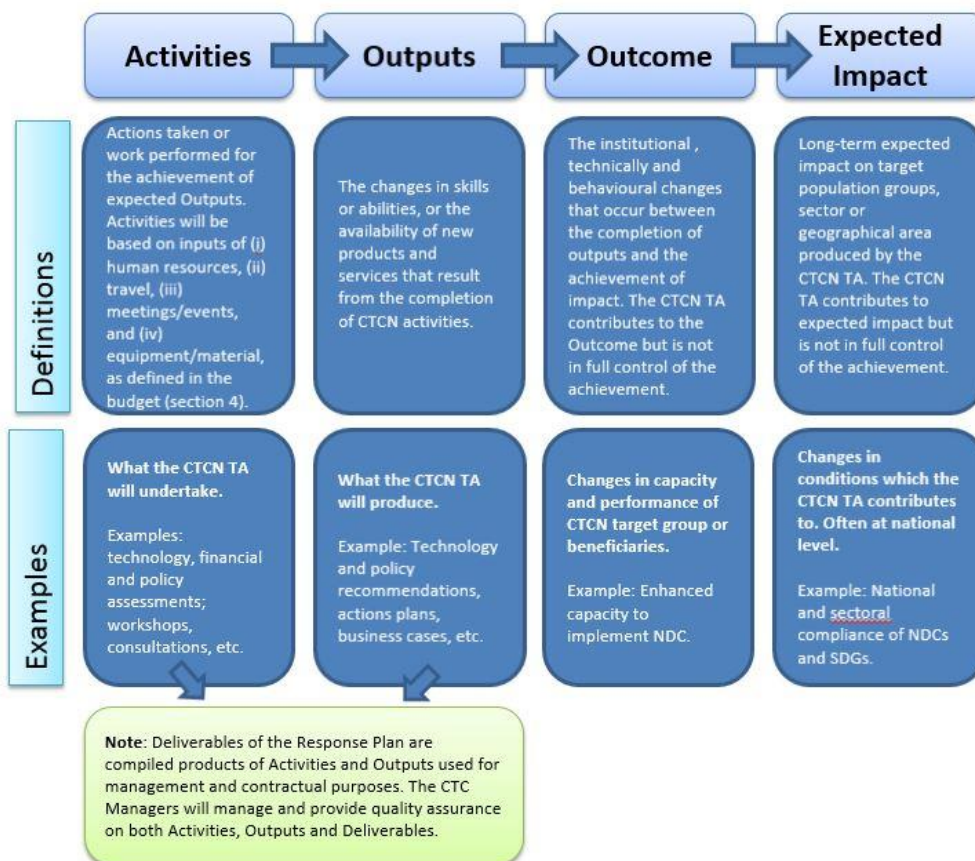 Activities
Outputs
Outcome
Expected
Impact
Definitions
Actions taken or
work performed for
the achievement of
expected Outputs.
Activities will be
based on inputs of (i)
human resources, (ii)
travel, (iii)
meetings/events,
and (iv)
equipment/material,
as defined in the
budget (section 4).
The changes in skills
or abilities, or the
availability of new
products and
services that result
from the completion
of CTCN activities.
The institutional ,
technically and
behavioural changes
that occur between
the completion of
outputs and the
achievement of
impact. The CTCN TA
contributes to the
Outcome but is not
in full control of the
achievement.
Long-term expected
impact on target
population groups,
sector or
geographical area
produced by the
CTCN TA. The CTCN
TA contributes to
expected impact but
is not in full control
of the achievement.
Examples
What the CTCN TA
will undertake.
Examples:
technology, financial
and policy
assessments;
workshops,
consultations, etc.
What the CTCN TA
will produce.
Example: Technology
and policy
recommendations,
actions plans,
business cases, etc.
Changes in capacity
and performance of
CTCN target group or
beneficiaries.
Example: Enhanced
capacity to
implement NDC.
Changes in
conditions which the
CTCN TA contributes
to. Often at national
level.
Example: National
and sectoral
compliance of NDCs
and SDGs.
Note: Deliverables of the Response Plan are
compiled products of Activities and Outputs used for
management and contractual purposes. The CTC
Managers will manage and provide quality assurance
on both Activities, Outputs and Deliverables.